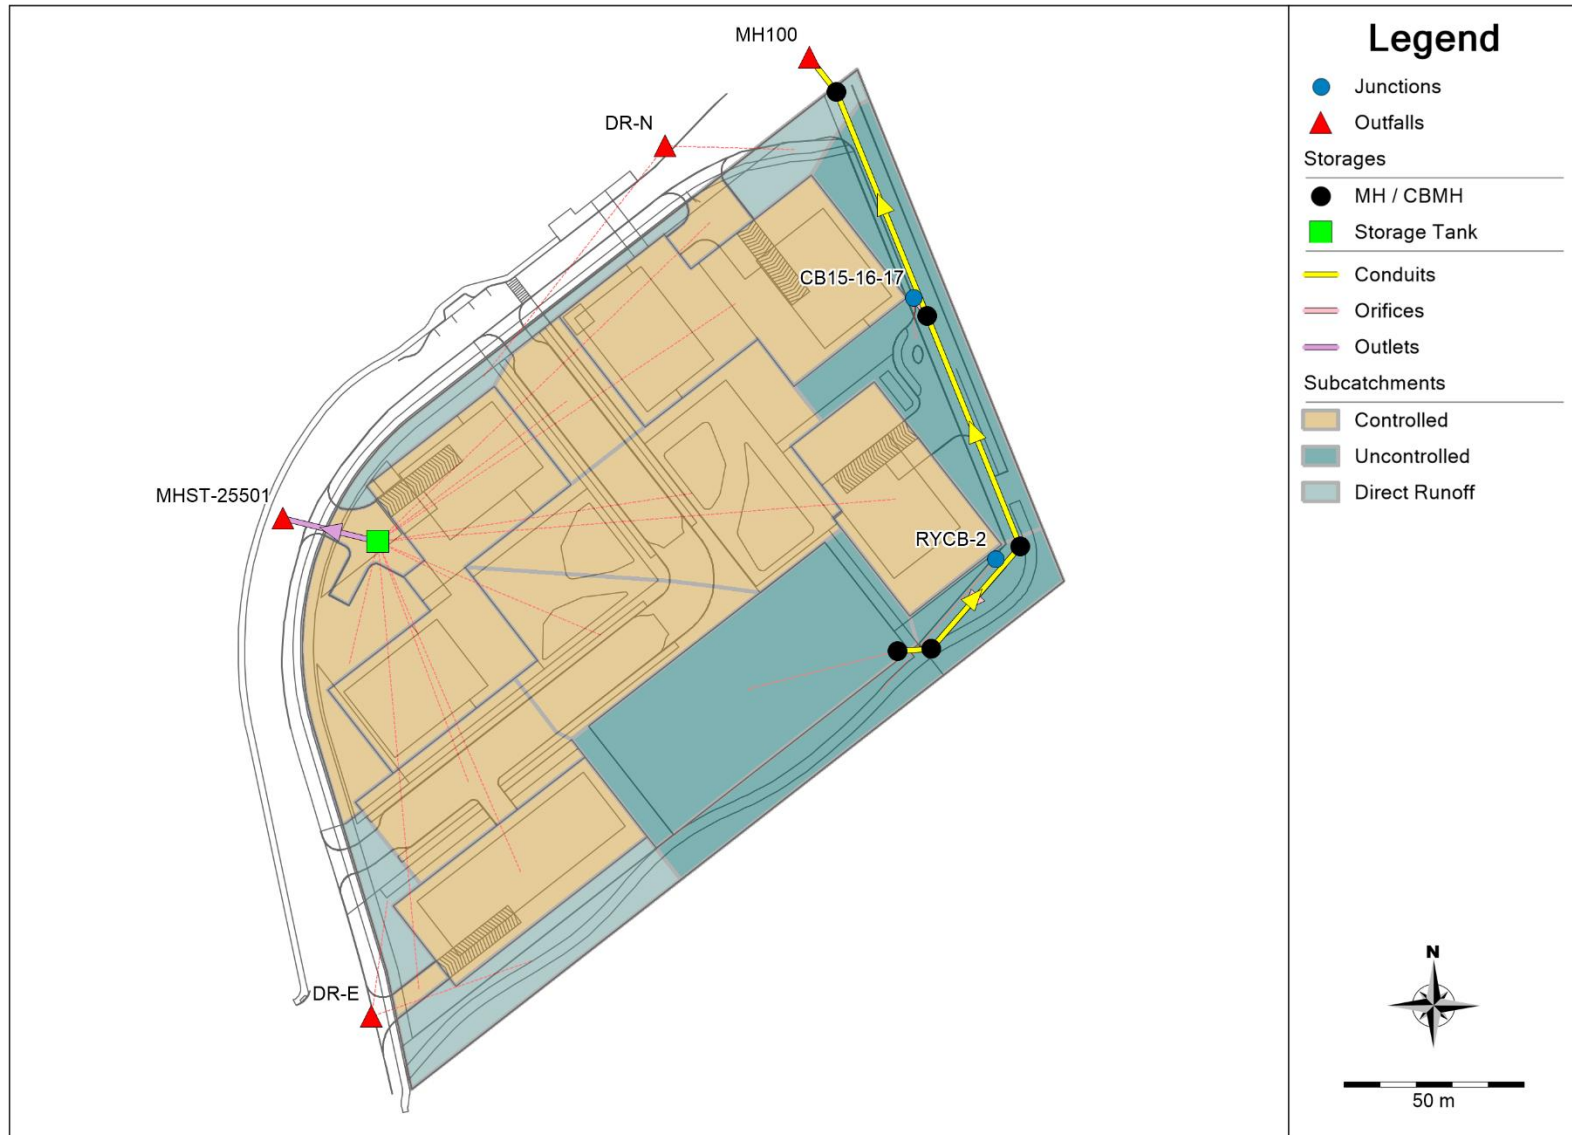 MH100
DR-N
CB15-16-17
MHST-25501
RYCB-2
DR-E
Legend
Junctions
Outfalls
Storages
MH / CBMH
Storage Tank
Conduits
Orifices
Outlets
Subcatchments
Controlled
Uncontrolled
Direct Runoff
N
50 m